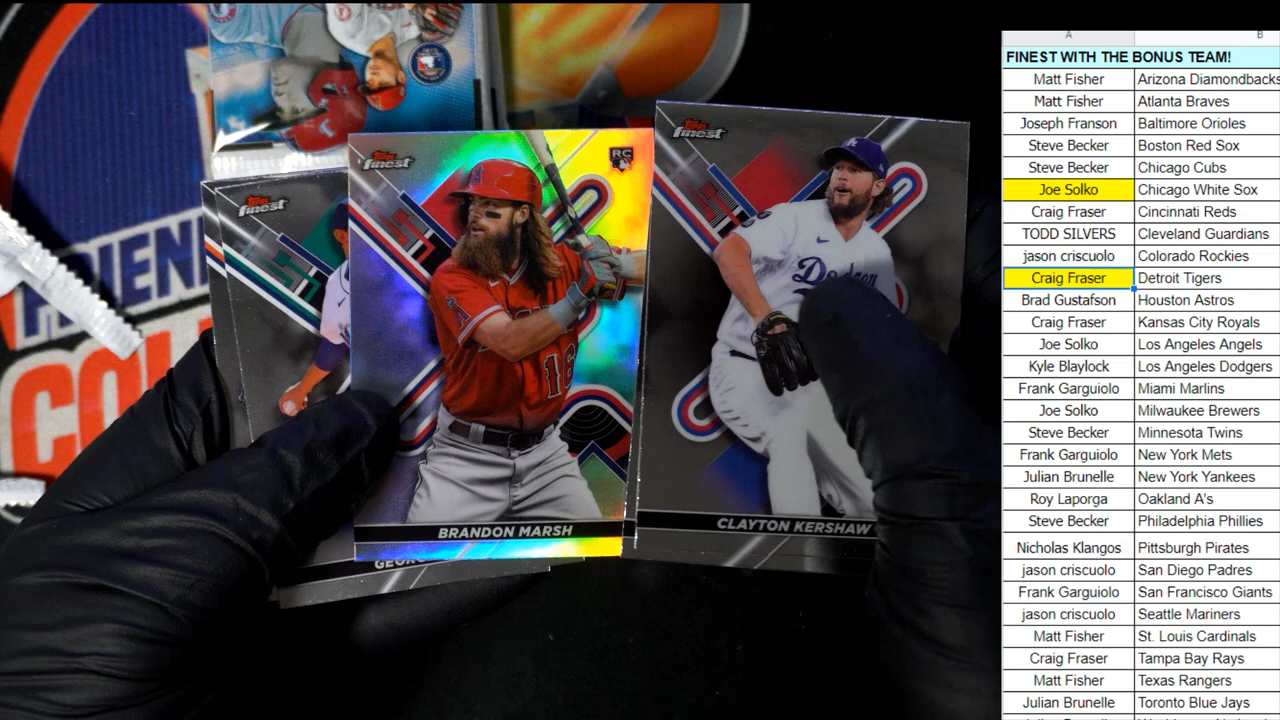 Topps finest
Topps finest
RC
Topps finest
Dodgers
A
16
BRANDON MARSH
CLAYTON KERSHAW
GEORG
FRIEN
COL
A B
FINEST WITH THE BONUS TEAM!
Matt Fisher Arizona Diamondbacks
Matt Fisher Atlanta Braves
Joseph Franson Baltimore Orioles
Steve Becker Boston Red Sox
Steve Becker Chicago Cubs
Joe Solko Chicago White Sox
Craig Fraser Cincinnati Reds
TODD SILVERS Cleveland Guardians
jason criscuolo Colorado Rockies
Craig Fraser Detroit Tigers
Brad Gustafson Houston Astros
Craig Fraser Kansas City Royals
Joe Solko Los Angeles Angels
Kyle Blaylock Los Angeles Dodgers
Frank Garguiolo Miami Marlins
Joe Solko Milwaukee Brewers
Steve Becker Minnesota Twins
Frank Garguiolo New York Mets
Julian Brunelle New York Yankees
Roy Laporga Oakland A's
Steve Becker Philadelphia Phillies
Nicholas Klangos Pittsburgh Pirates
jason criscuolo San Diego Padres
Frank Garguiolo San Francisco Giants
jason criscuolo Seattle Mariners
Matt Fisher St. Louis Cardinals
Craig Fraser Tampa Bay Rays
Matt Fisher Texas Rangers
Julian Brunelle Toronto Blue Jays